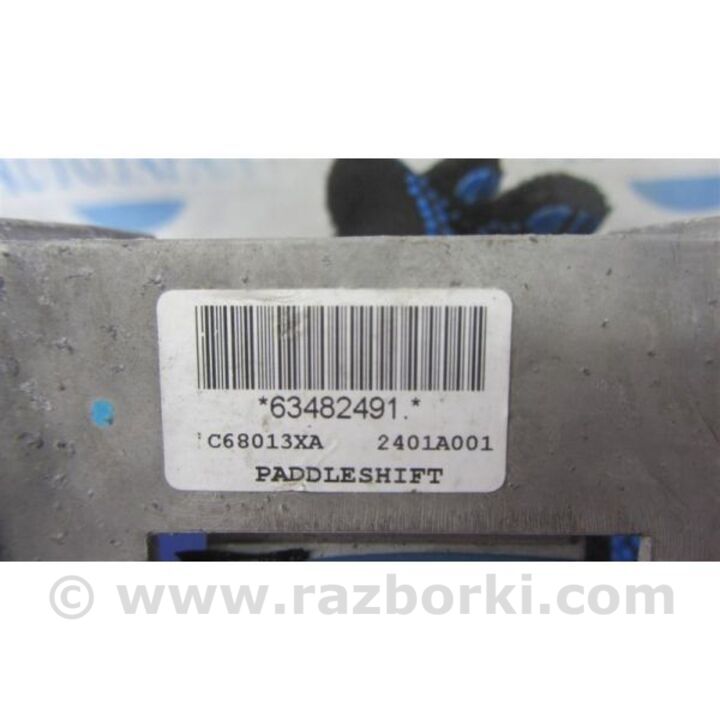 *63482491.*
C68013XA 2401A001
PADDLESHIFT
© www.razborki.com